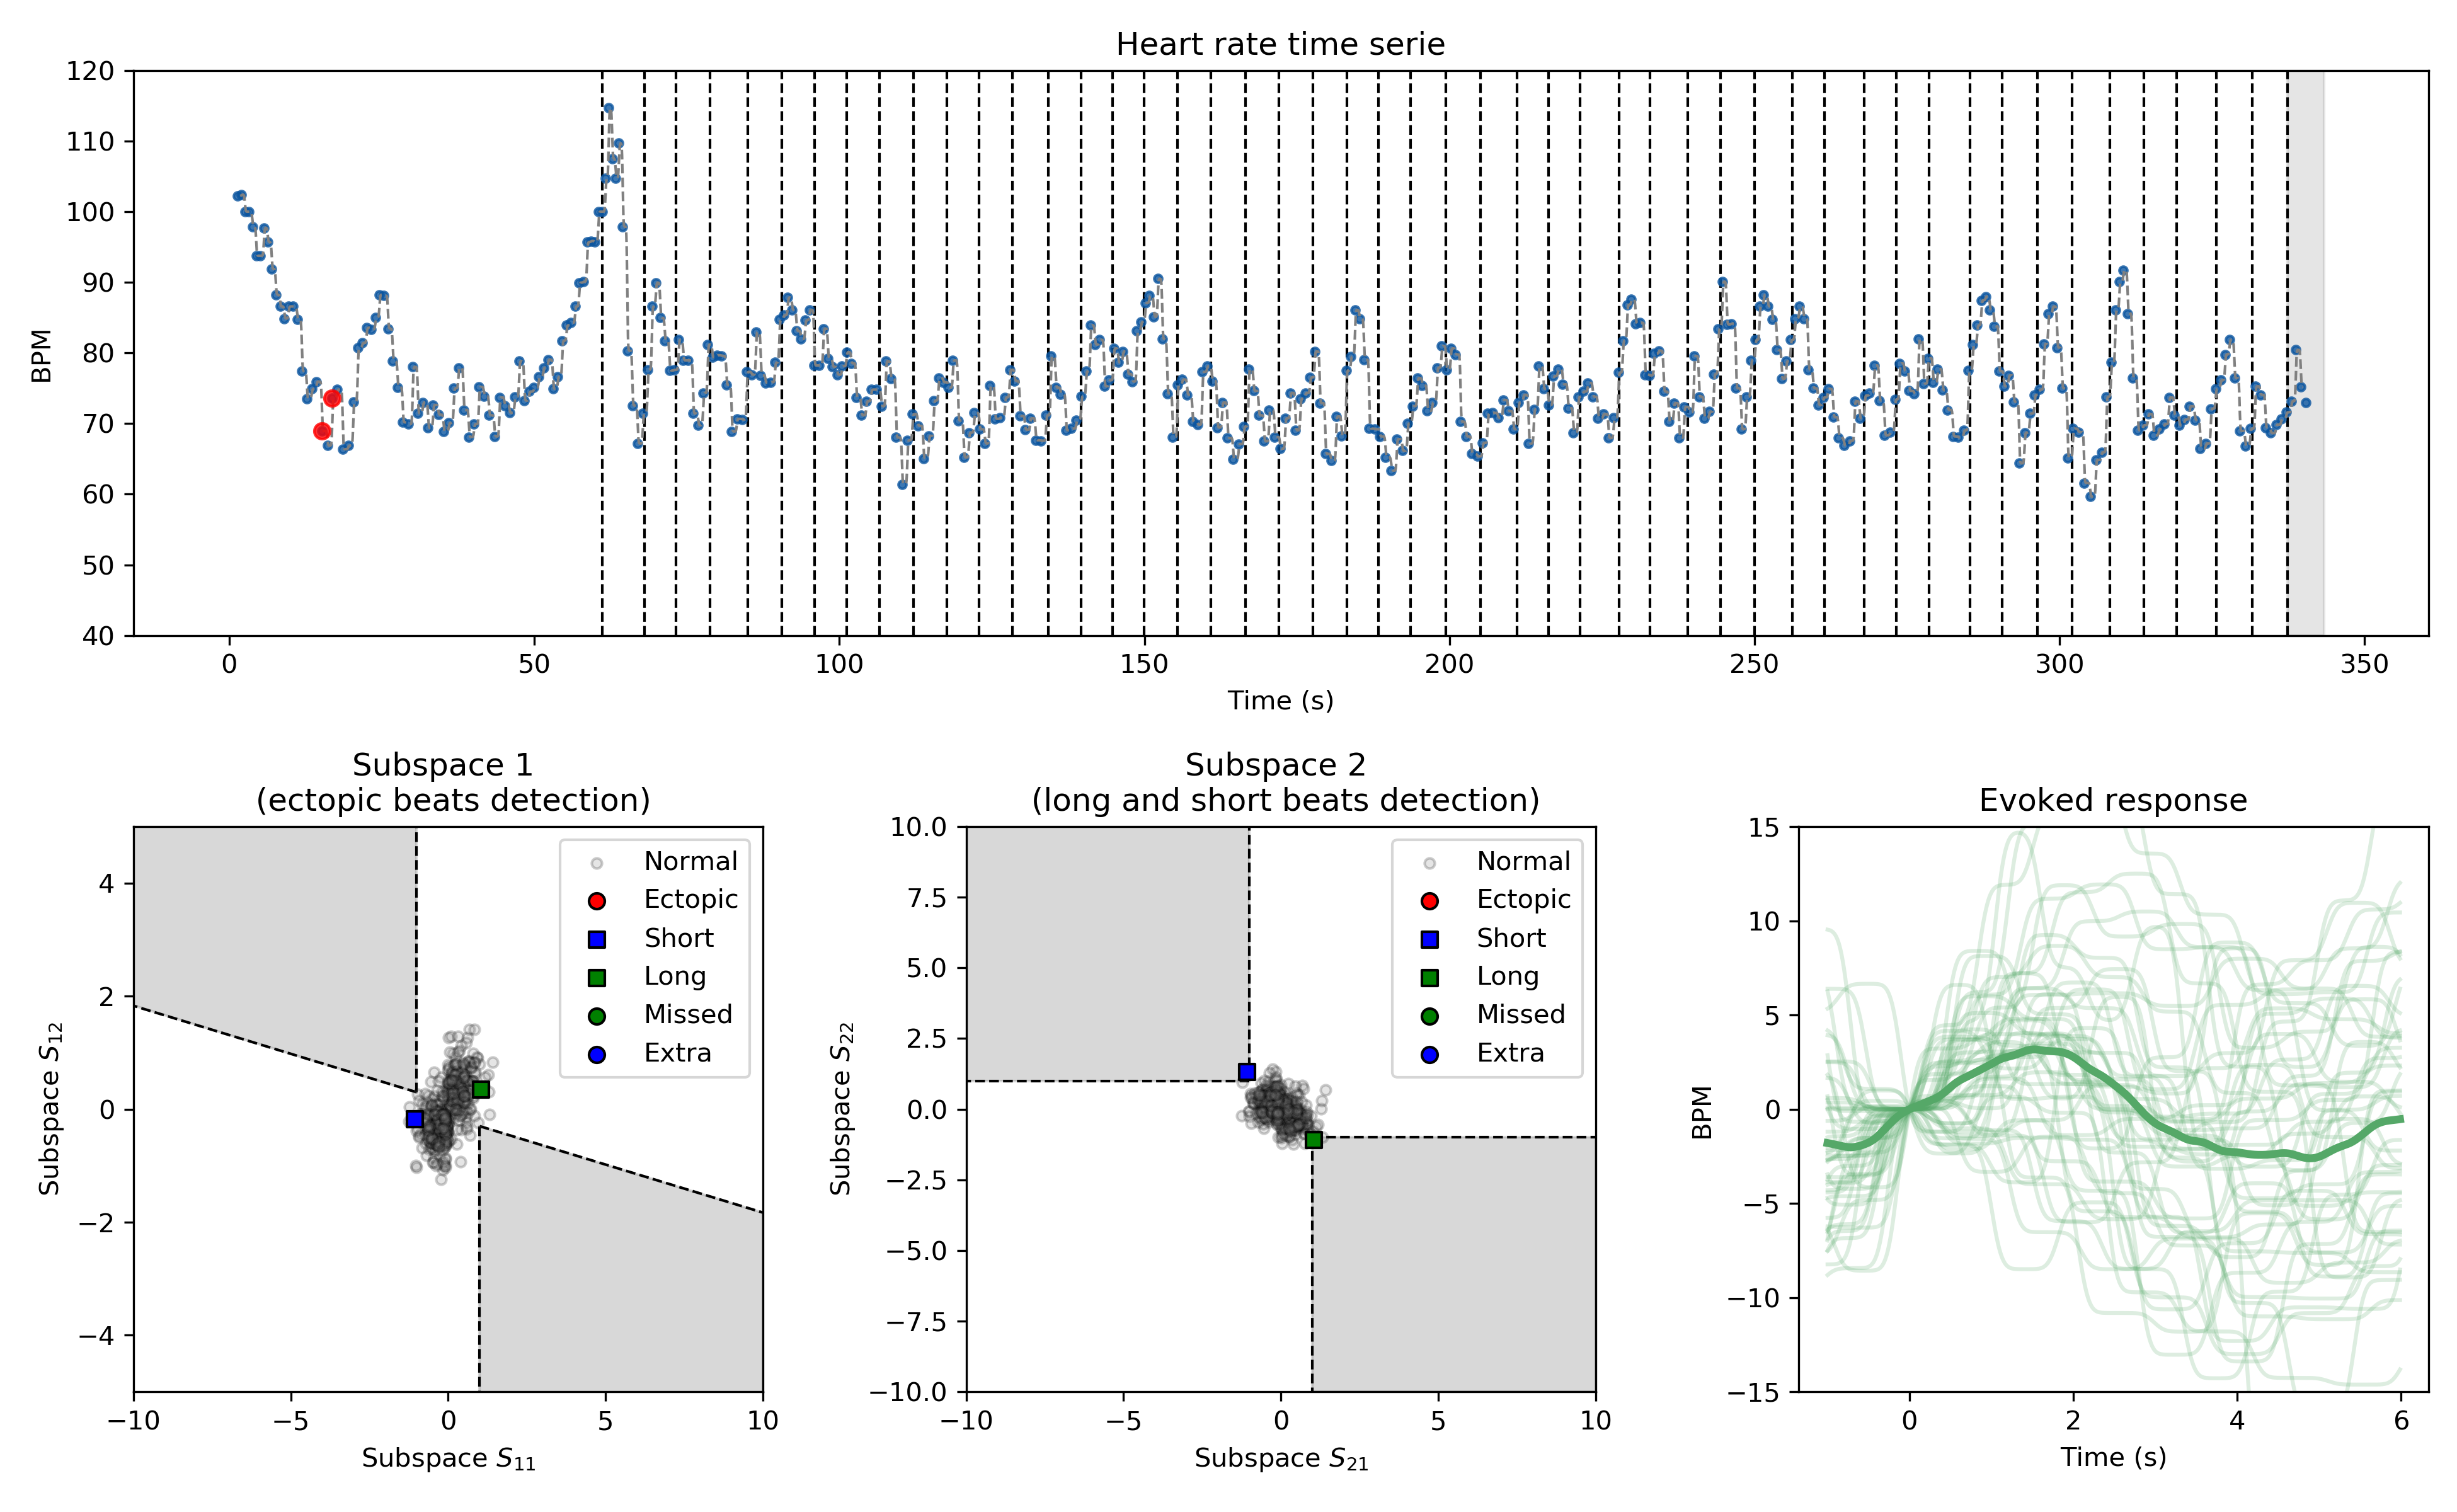 Heart rate time serie
120
110
100
90
80
70
60
50
40
BPM
0 50 100 150 200 250 300 350
Time (s)
Subspace 1
(ectopic beats detection)
4
2
0
−2
−4
Subspace S₁₂
Normal
Ectopic
Short
Long
Missed
Extra
−10 −5 0 5 10
Subspace S₁₁
Subspace 2
(long and short beats detection)
10.0
7.5
5.0
2.5
0.0
−2.5
−5.0
−7.5
−10.0
Subspace S₂₂
Normal
Ectopic
Short
Long
Missed
Extra
−10 −5 0 5 10
Subspace S₂₁
Evoked response
15
10
5
0
−5
−10
−15
BPM
0 2 4 6
Time (s)